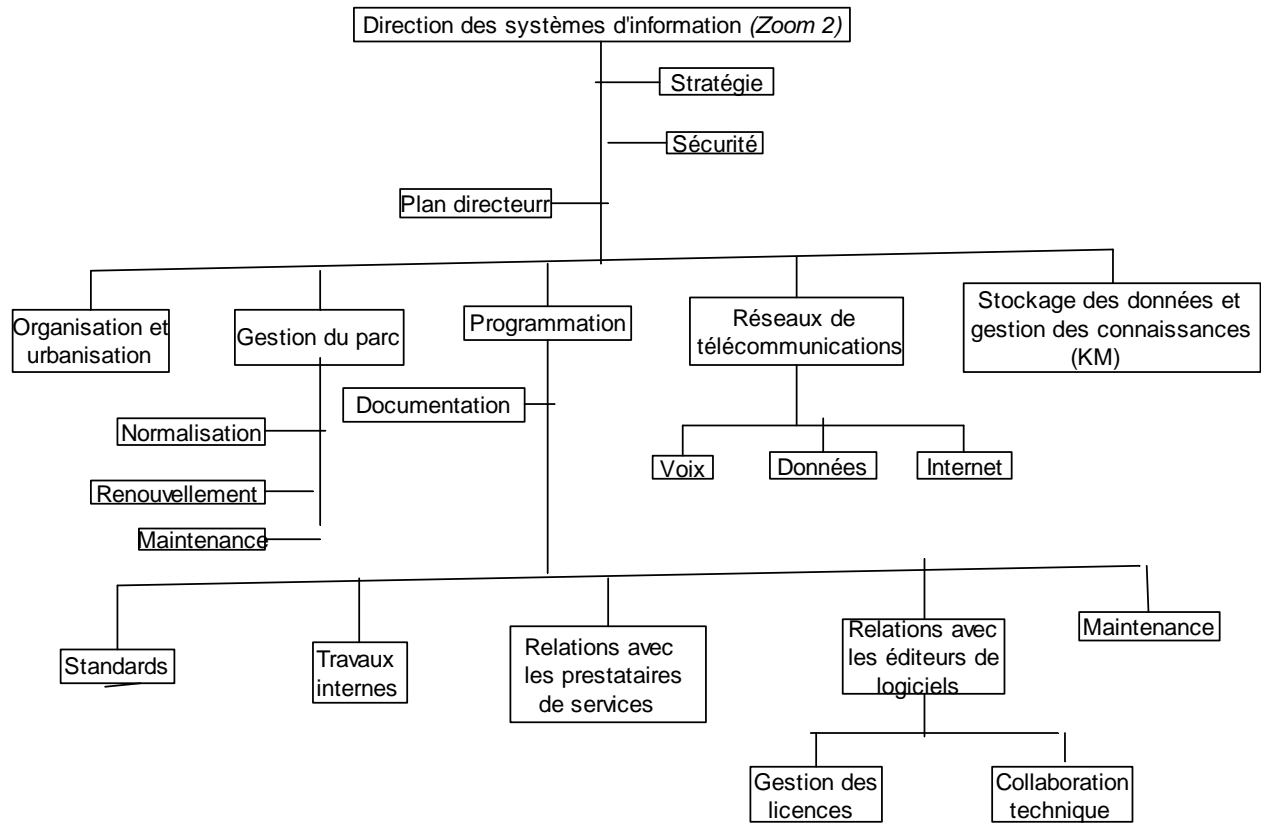 Direction des systèmes d'information (Zoom 2)
Stratégie
Sécurité
Plan directeurr
Organisation et
urbanisation
Gestion du parc
Programmation
Réseaux de
télécommunications
Stockage des données et
gestion des connaissances
(KM)
Documentation
Normalisation
Renouvellement
Maintenance
Voix
Données
Internet
Standards
Travaux
internes
Relations avec
les prestataires
de services
Relations avec
les éditeurs de
logiciels
Maintenance
Gestion des
licences
Collaboration
technique